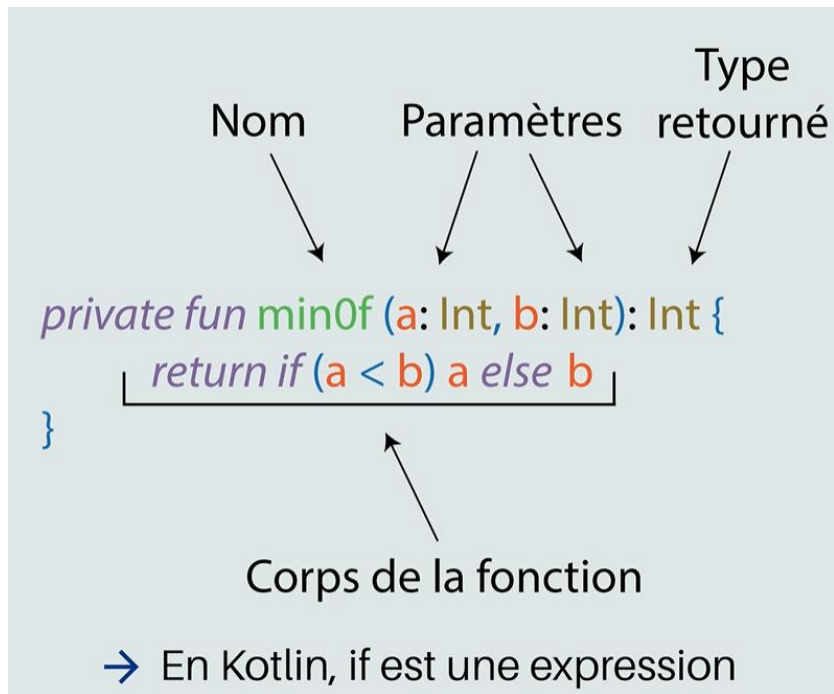 Nom Paramètres Type retourné
private fun min0f (a: Int, b: Int): Int {
return if (a < b) a else b
}
Corps de la fonction
→ En Kotlin, if est une expression